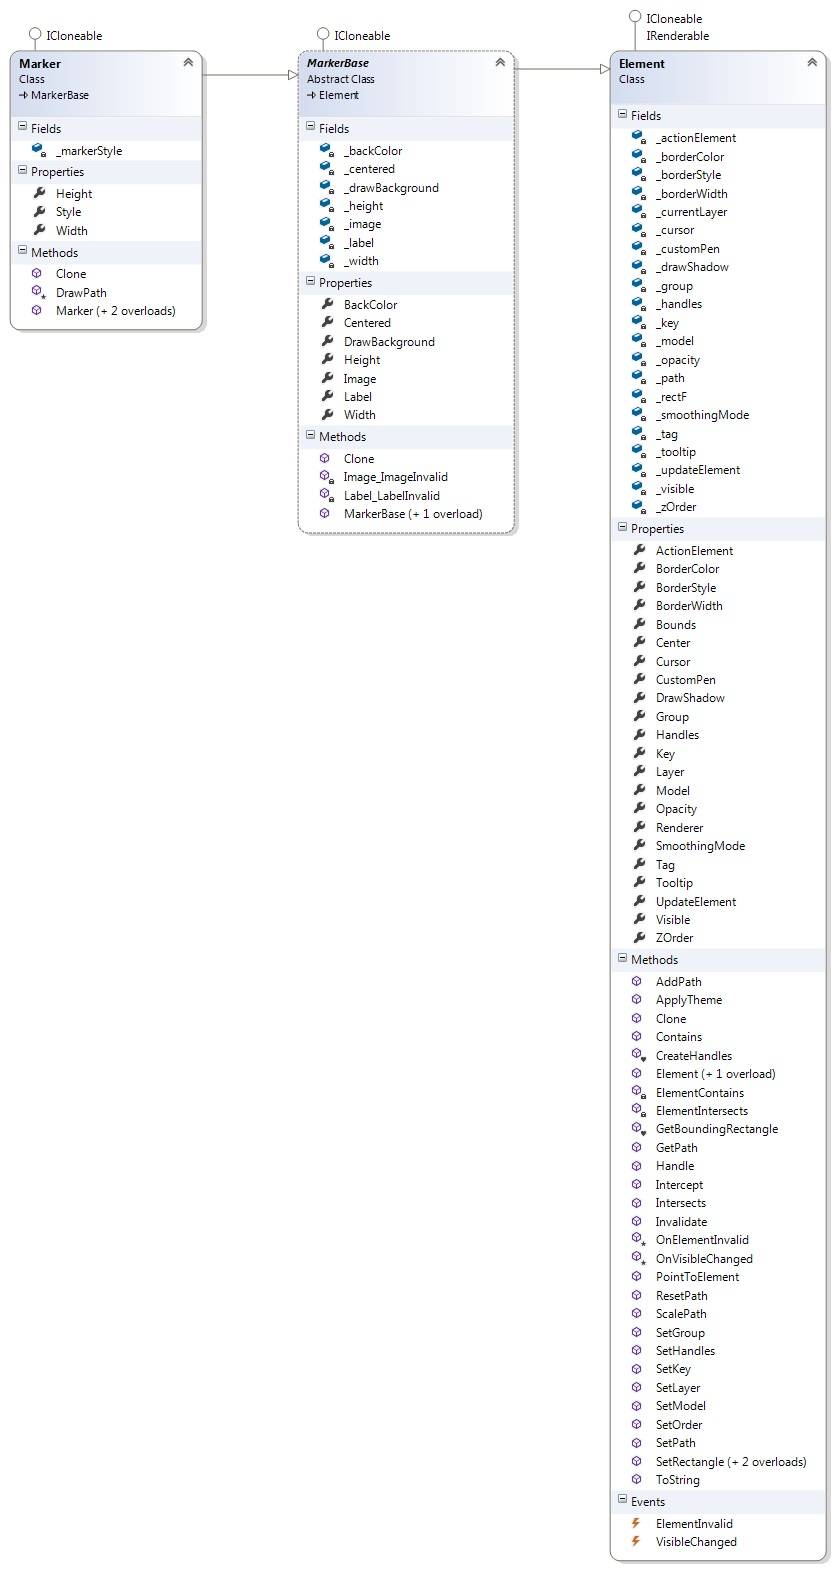 ICloneable
Marker
Class
MarkerBase
Fields
_markerStyle
Properties
Height
Style
Width
Methods
Clone
DrawPath
Marker (+ 2 overloads)
ICloneable
MarkerBase
Abstract Class
Element
Fields
_backColor
_centered
_drawBackground
_height
_image
_label
_width
Properties
BackColor
Centered
DrawBackground
Height
Image
Label
Width
Methods
Clone
Image_ImageInvalid
Label_LabelInvalid
MarkerBase (+ 1 overload)
ICloneable
IRenderable
Element
Class
Fields
_actionElement
_borderColor
_borderStyle
_borderWidth
_currentLayer
_cursor
_customPen
_drawShadow
_group
_handles
_key
_model
_opacity
_path
_rectF
_smoothingMode
_tag
_tooltip
_updateElement
_visible
_zOrder
Properties
ActionElement
BorderColor
BorderStyle
BorderWidth
Bounds
Center
Cursor
CustomPen
DrawShadow
Group
Handles
Key
Layer
Model
Opacity
Renderer
SmoothingMode
Tag
Tooltip
UpdateElement
Visible
ZOrder
Methods
AddPath
ApplyTheme
Clone
Contains
CreateHandles
Element (+ 1 overload)
ElementContains
ElementIntersects
GetBoundingRectangle
GetPath
Handle
Intercept
Intersects
Invalidate
OnElementInvalid
OnVisibleChanged
PointToElement
ResetPath
ScalePath
SetGroup
SetHandles
SetKey
SetLayer
SetModel
SetOrder
SetPath
SetRectangle (+ 2 overloads)
ToString
Events
ElementInvalid
VisibleChanged